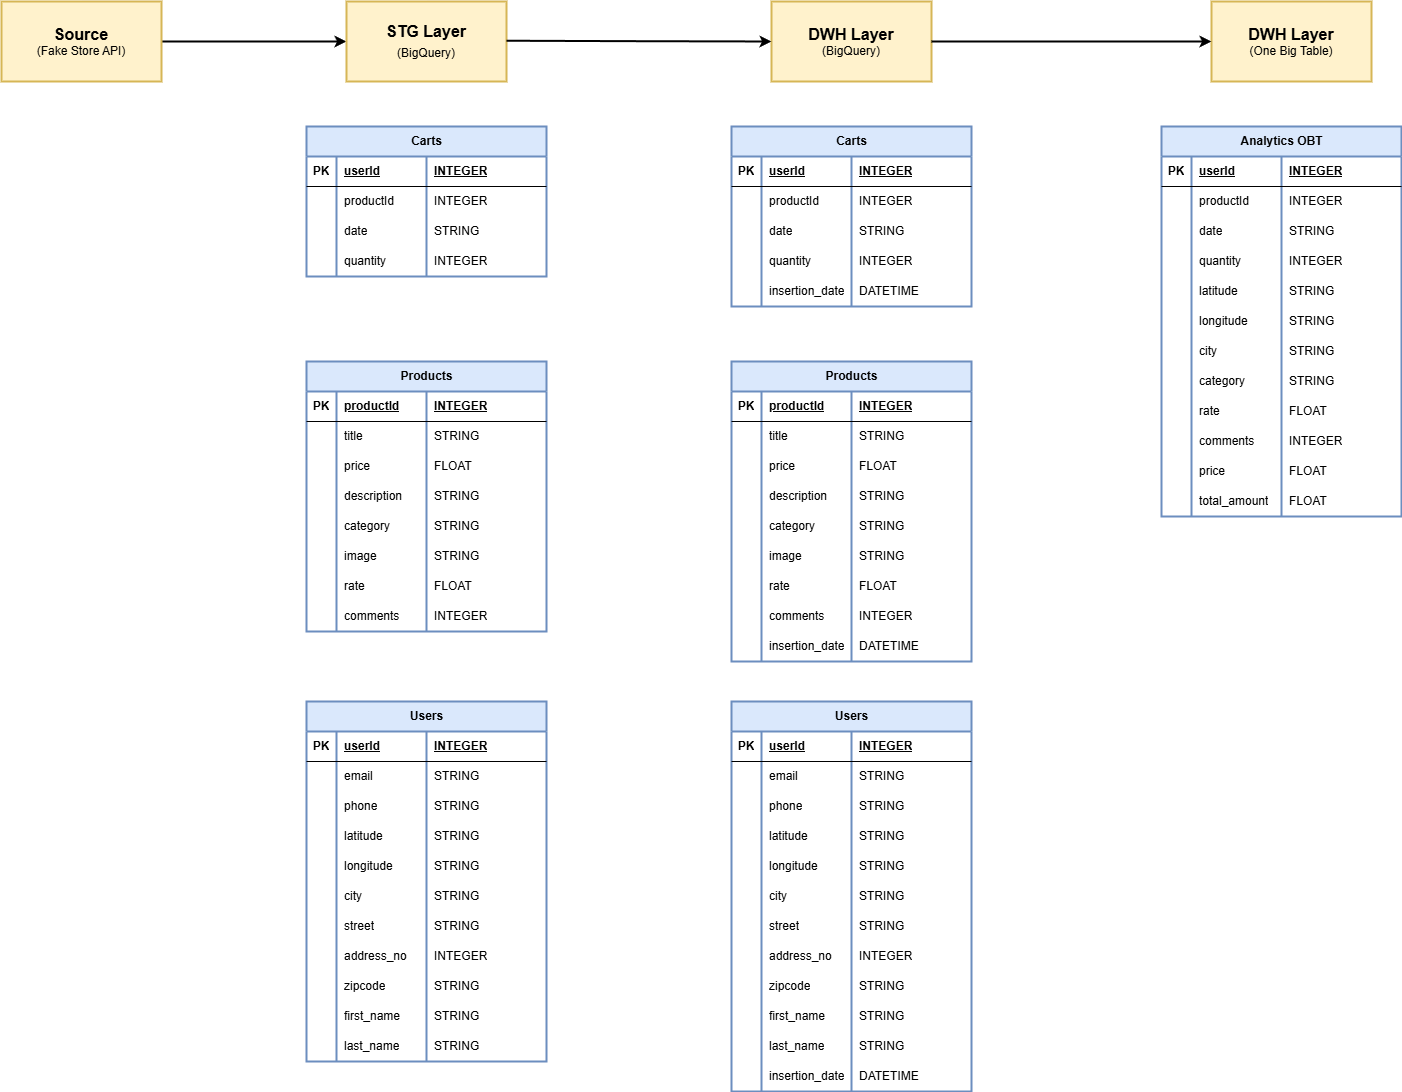 Source
(Fake Store API)
STG Layer
(BigQuery)
DWH Layer
(BigQuery)
DWH Layer
(One Big Table)
Carts
PK userId INTEGER
productId INTEGER
date STRING
quantity INTEGER
Products
PK productId INTEGER
title STRING
price FLOAT
description STRING
category STRING
image STRING
rate FLOAT
comments INTEGER
Users
PK userId INTEGER
email STRING
phone STRING
latitude STRING
longitude STRING
city STRING
street STRING
address_no INTEGER
zipcode STRING
first_name STRING
last_name STRING
Carts
PK userId INTEGER
productId INTEGER
date STRING
quantity INTEGER
insertion_date DATETIME
Products
PK productId INTEGER
title STRING
price FLOAT
description STRING
category STRING
image STRING
rate FLOAT
comments INTEGER
insertion_date DATETIME
Users
PK userId INTEGER
email STRING
phone STRING
latitude STRING
longitude STRING
city STRING
street STRING
address_no INTEGER
zipcode STRING
first_name STRING
last_name STRING
insertion_date DATETIME
Analytics OBT
PK userId INTEGER
productId INTEGER
date STRING
quantity INTEGER
latitude STRING
longitude STRING
city STRING
category STRING
rate FLOAT
comments INTEGER
price FLOAT
total_amount FLOAT